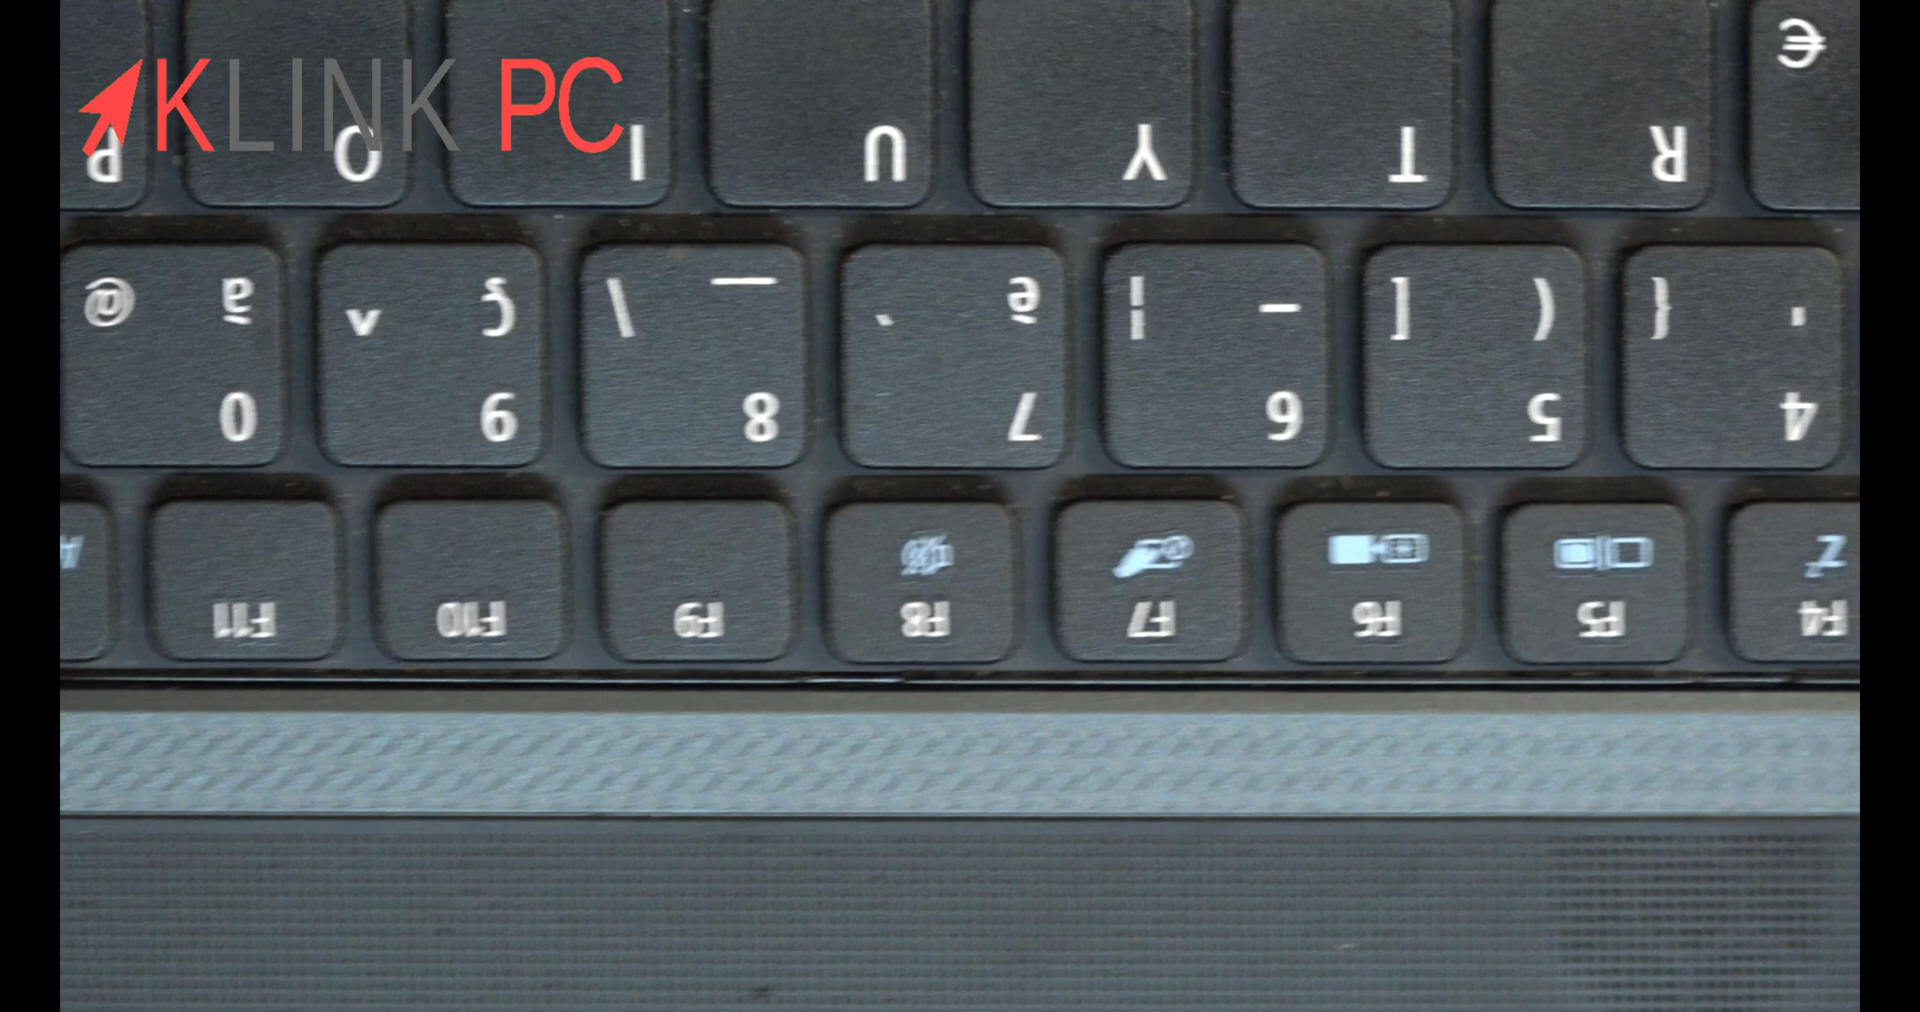 KLINK PC
F4 F5 F6 F7 F8 F9 F10 F11
4 5 6 7 8 9 0
' { ( [ - ¦ è ` _ \ ç ^ à @
R T Y U I O P
€